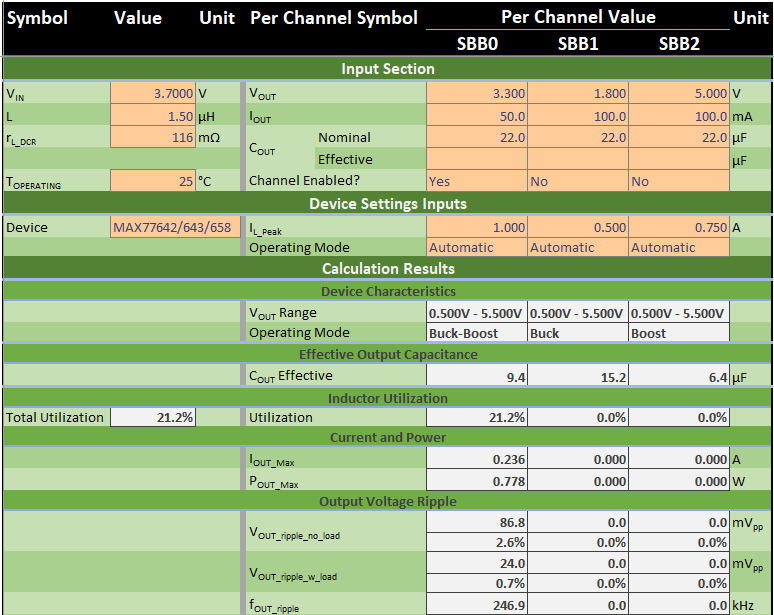 Symbol Value Unit Per Channel Symbol Per Channel Value Unit
SBB0 SBB1 SBB2
Input Section
VIN 3.7000 V VOUT 3.300 1.800 5.000 V
L 1.50 µH IOUT 50.0 100.0 100.0 mA
rL_DCR 116 mΩ COUT Nominal 22.0 22.0 22.0 µF
Effective µF
TOPERATING 25 °C Channel Enabled? Yes No No
Device Settings Inputs
Device MAX77642/643/658 IL_Peak 1.000 0.500 0.750 A
Operating Mode Automatic Automatic Automatic
Calculation Results
Device Characteristics
VOUT Range 0.500V - 5.500V 0.500V - 5.500V 0.500V - 5.500V
Operating Mode Buck-Boost Buck Boost
Effective Output Capacitance
COUT Effective 9.4 15.2 6.4 µF
Inductor Utilization
Total Utilization 21.2% Utilization 21.2% 0.0% 0.0%
Current and Power
IOUT_Max 0.236 0.000 0.000 A
POUT_Max 0.778 0.000 0.000 W
Output Voltage Ripple
VOUT_ripple_no_load 86.8 0.0 0.0 mVpp
2.6% 0.0% 0.0%
VOUT_ripple_w_load 24.0 0.0 0.0 mVpp
0.7% 0.0% 0.0%
fOUT_ripple 246.9 0.0 0.0 kHz